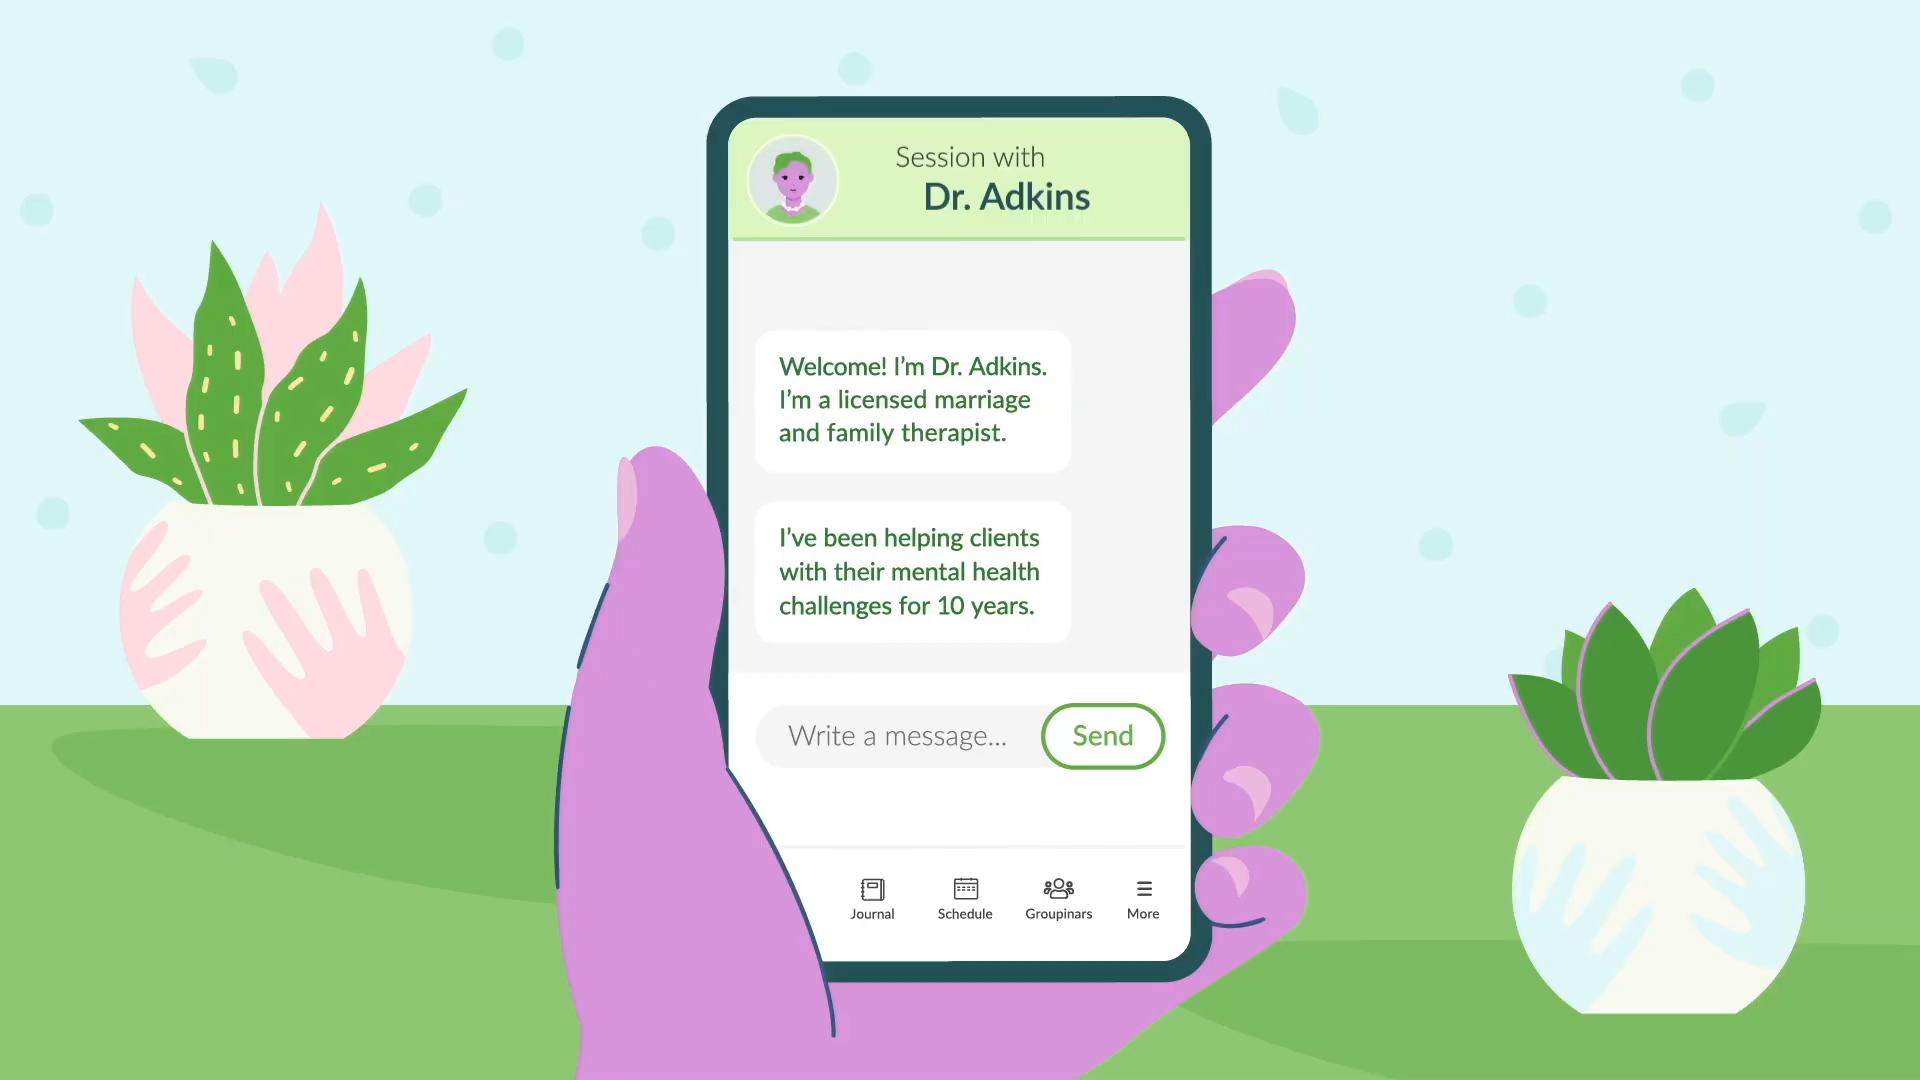 Session with
Dr. Adkins
Welcome! I’m Dr. Adkins.
I’m a licensed marriage
and family therapist.
I’ve been helping clients
with their mental health
challenges for 10 years.
Write a message...
Send
Journal
Schedule
Groupinars
More